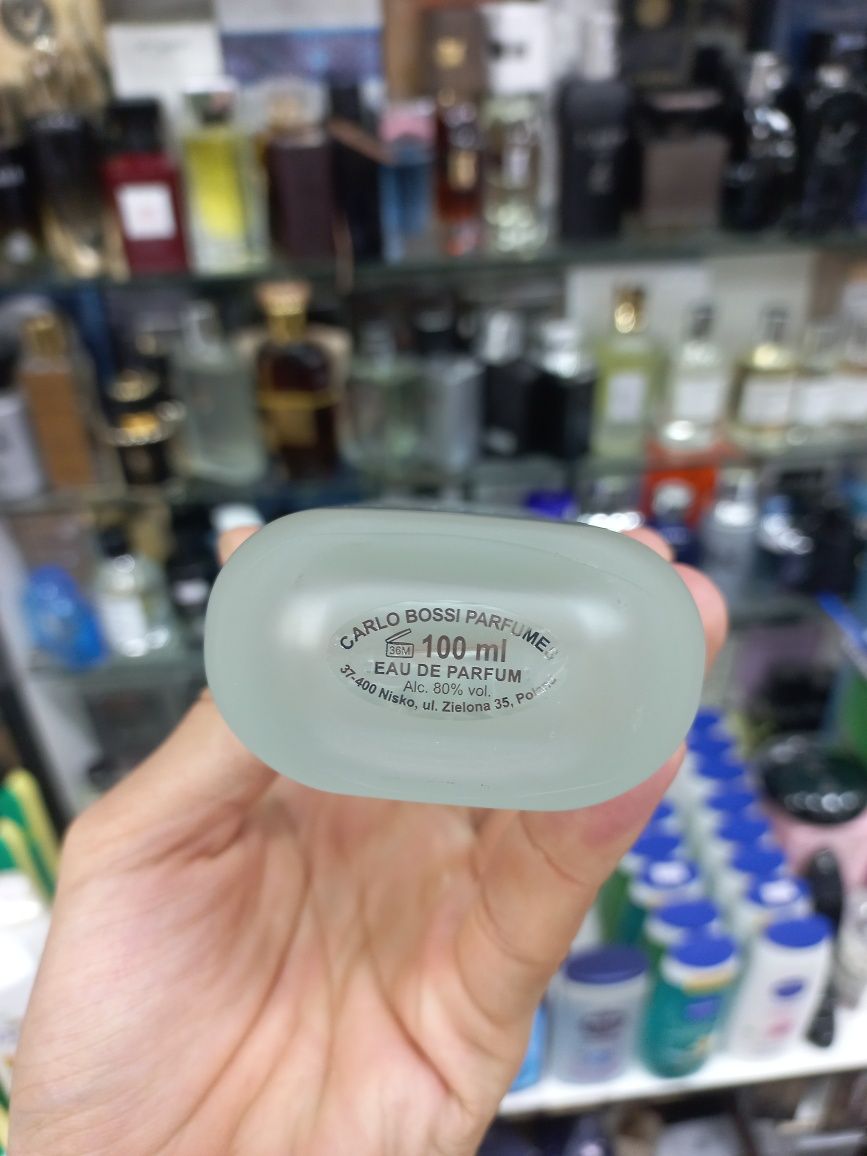 CARLO BOSSI PARFUMES
36M 100 ml
EAU DE PARFUM
Alc. 80% vol.
37-400 Nisko, ul. Zielona 35, Poland